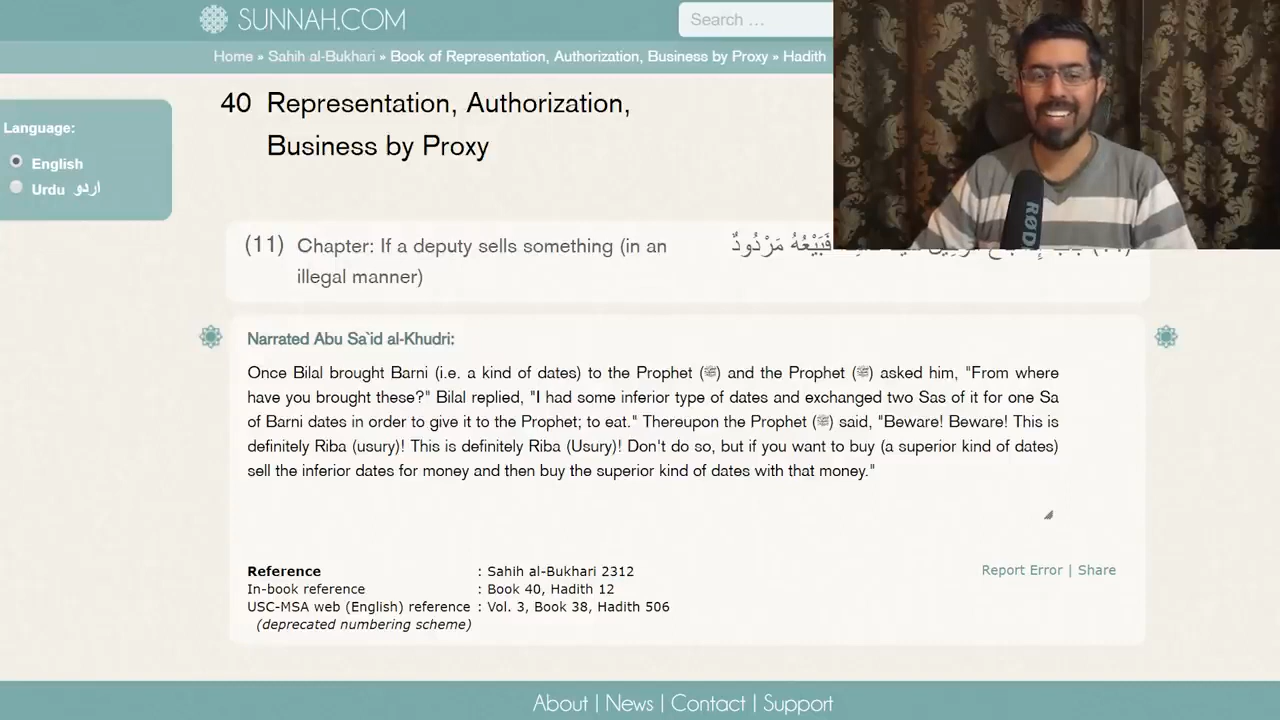 SUNNAH.COM
Search ...
Home » Sahih al-Bukhari » Book of Representation, Authorization, Business by Proxy » Hadith
40 Representation, Authorization,
Business by Proxy
Language:
English
Urdu اردو
(11) Chapter: If a deputy sells something (in an
illegal manner)
فَبَيْعُهُ مَرْدُودٌ
Narrated Abu Sa`id al-Khudri:
Once Bilal brought Barni (i.e. a kind of dates) to the Prophet (ﷺ) and the Prophet (ﷺ) asked him, "From where
have you brought these?" Bilal replied, "I had some inferior type of dates and exchanged two Sas of it for one Sa
of Barni dates in order to give it to the Prophet; to eat." Thereupon the Prophet (ﷺ) said, "Beware! Beware! This is
definitely Riba (usury)! This is definitely Riba (Usury)! Don't do so, but if you want to buy (a superior kind of dates)
sell the inferior dates for money and then buy the superior kind of dates with that money."
Reference : Sahih al-Bukhari 2312
In-book reference : Book 40, Hadith 12
USC-MSA web (English) reference : Vol. 3, Book 38, Hadith 506
(deprecated numbering scheme)
Report Error | Share
RØDE
About | News | Contact | Support